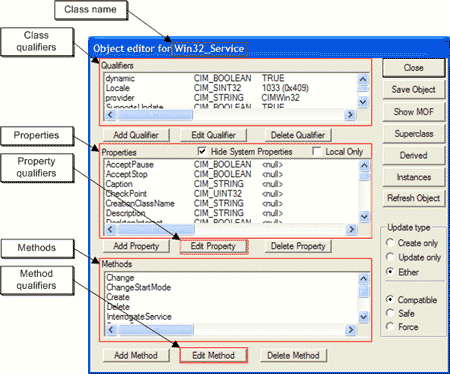 Class name
Class
qualifiers
Object editor for Win32_Service
Qualifiers
dynamic CIM_BOOLEAN TRUE
Locale CIM_SINT32 1033 (0x409)
provider CIM_STRING CIMWin32
SupportsUpdate CIM_BOOLEAN TRUE
Add Qualifier Edit Qualifier Delete Qualifier
Close
Save Object
Show MOF
Superclass
Derived
Instances
Refresh Object
Properties
Property
qualifiers
Properties Hide System Properties Local Only
AcceptPause CIM_BOOLEAN <null>
AcceptStop CIM_BOOLEAN <null>
Caption CIM_STRING <null>
CheckPoint CIM_UINT32 <null>
CreationClassName CIM_STRING <null>
Description CIM_STRING <null>
DesktopInteract CIM_BOOLEAN <null>
Add Property Edit Property Delete Property
Update type
Create only
Update only
Either
Compatible
Safe
Force
Methods
Method
qualifiers
Methods
Change
ChangeStartMode
Create
Delete
InterrogateService
Add Method Edit Method Delete Method